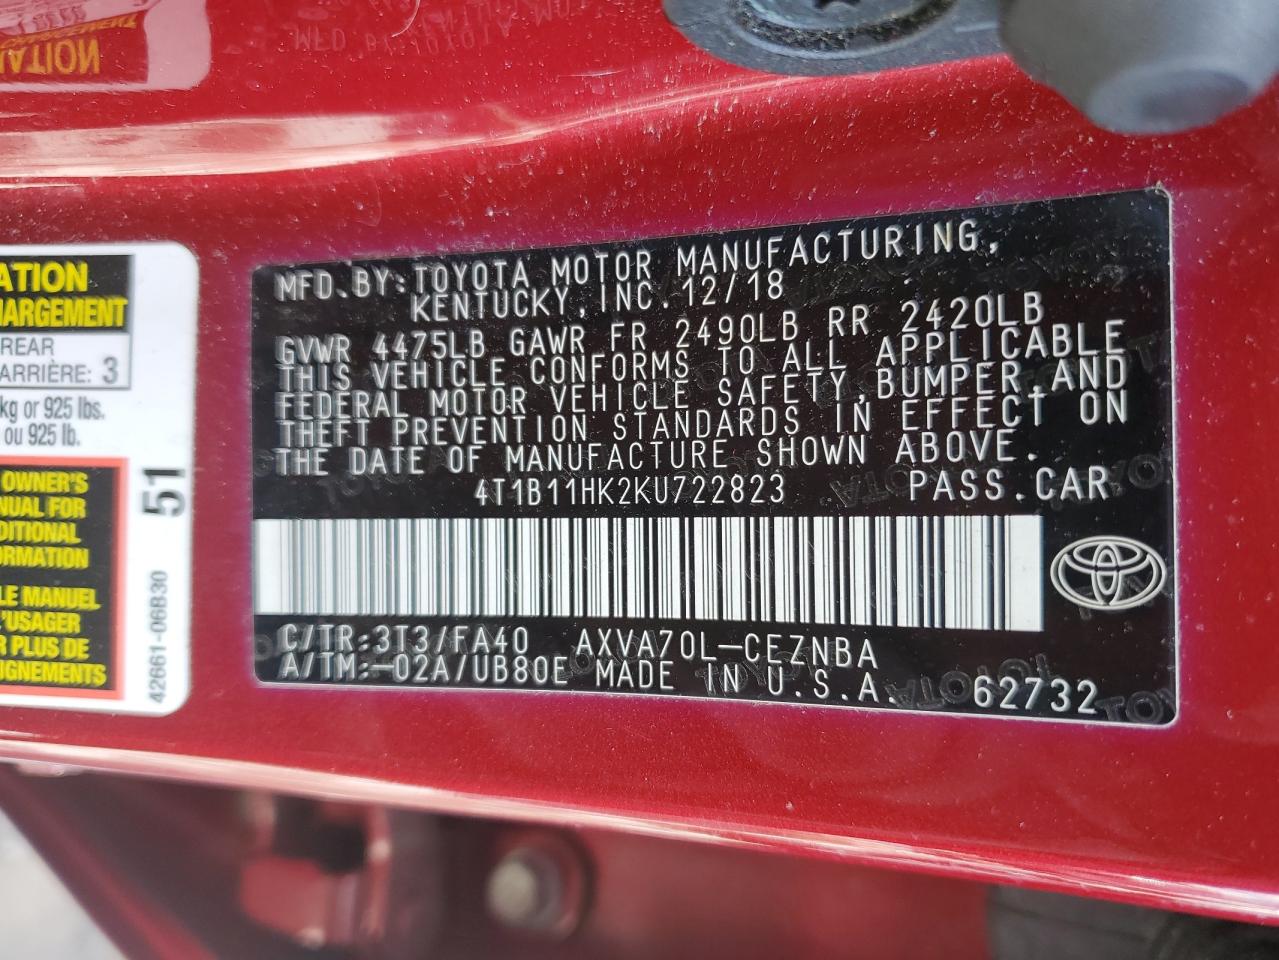 MFD.BY:TOYOTA MOTOR MANUFACTURING,
KENTUCKY,INC.12/18
GVWR 4475LB GAWR FR 2490LB RR 2420LB
THIS VEHICLE CONFORMS TO ALL APPLICABLE
FEDERAL MOTOR VEHICLE SAFETY,BUMPER,AND
THEFT PREVENTION STANDARDS IN EFFECT ON
THE DATE OF MANUFACTURE SHOWN ABOVE.
4T1B11HK2KU722823 PASS.CAR
C/TR:3T3/FA40 AXVA70L-CEZNBA
A/TM:-02A/UB80E MADE IN U.S.A. 62732
ATION
ARGEMENT
REAR
ARRIÈRE: 3
kg or 925 lbs.
ou 925 lb.
OWNER'S
NUAL FOR
DITIONAL
ORMATION
LE MANUEL
L'USAGER
R PLUS DE
NSEIGNEMENTS
51
42661-06B30